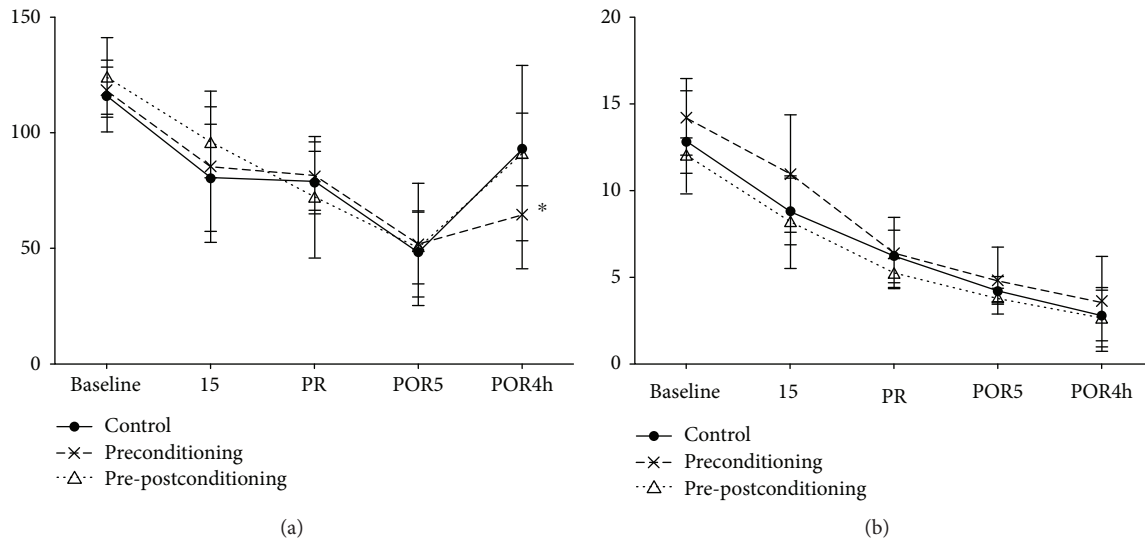 150
100
50
0
Baseline 15 PR POR5 POR4h
*
Control
Preconditioning
Pre-postconditioning
(a)
20
15
10
5
0
Baseline 15 PR POR5 POR4h
Control
Preconditioning
Pre-postconditioning
(b)